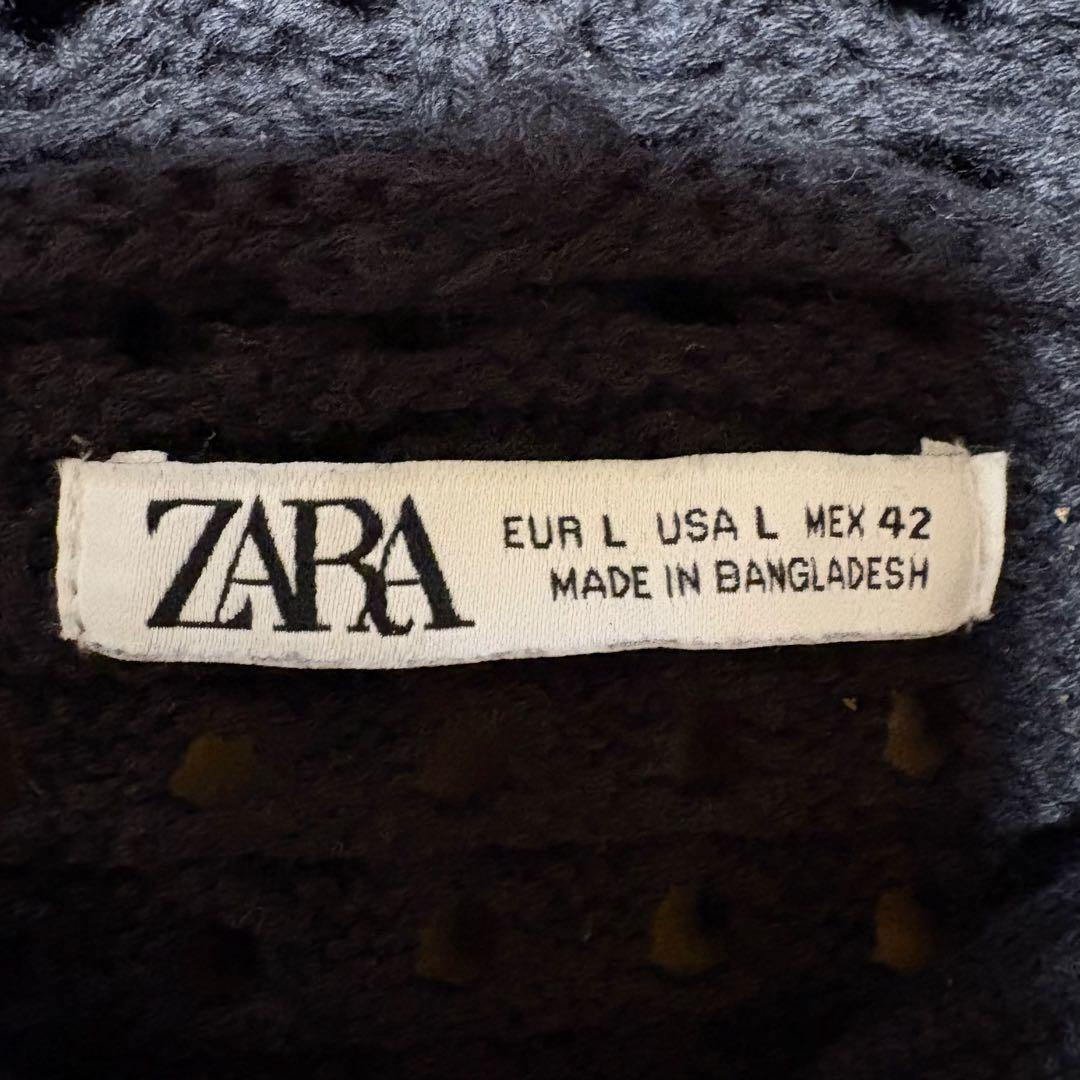 ZARA
EUR L USA L MEX 42
MADE IN BANGLADESH